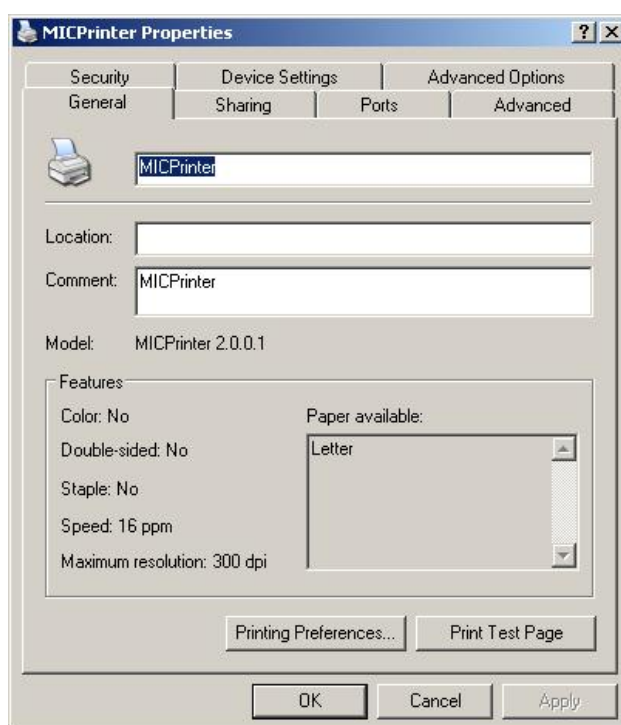 MICPrinter Properties
? X
Security Device Settings Advanced Options
General Sharing Ports Advanced
MICPrinter
Location:
Comment: MICPrinter
Model: MICPrinter 2.0.0.1
Features
Color: No Paper available:
Double-sided: No Letter
Staple: No
Speed: 16 ppm
Maximum resolution: 300 dpi
Printing Preferences... Print Test Page
OK Cancel Apply